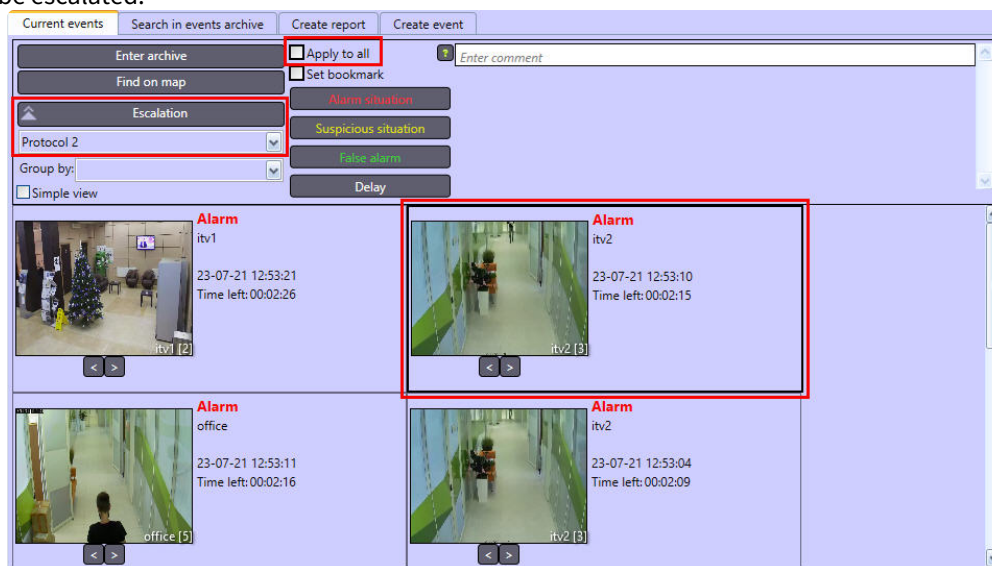 be escalated.
Current events Search in events archive Create report Create event
Enter archive Apply to all ? Enter comment
Find on map Set bookmark
Alarm situation
Escalation
Suspicious situation
Protocol 2
False alarm
Group by:
Delay
Simple view
Alarm
itv1
23-07-21 12:53:21
Time left: 00:02:26
itv1 [2]
< >
Alarm
itv2
23-07-21 12:53:10
Time left: 00:02:15
itv2 [3]
< >
Alarm
office
23-07-21 12:53:11
Time left: 00:02:16
office [5]
< >
Alarm
itv2
23-07-21 12:53:04
Time left: 00:02:09
itv2 [3]
< >